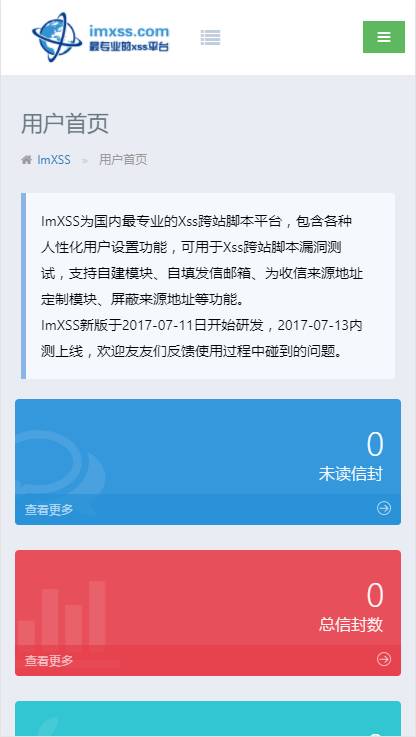 imxss.com
最专业的xss平台
用户首页
ImXSS » 用户首页
ImXSS为国内最专业的Xss跨站脚本平台，包含各种
人性化用户设置功能，可用于Xss跨站脚本漏洞测
试，支持自建模块、自填发信邮箱、为收信来源地址
定制模块、屏蔽来源地址等功能。
ImXSS新版于2017-07-11日开始研发，2017-07-13内
测上线，欢迎友友们反馈使用过程中碰到的问题。
0
未读信封
查看更多
0
总信封数
查看更多